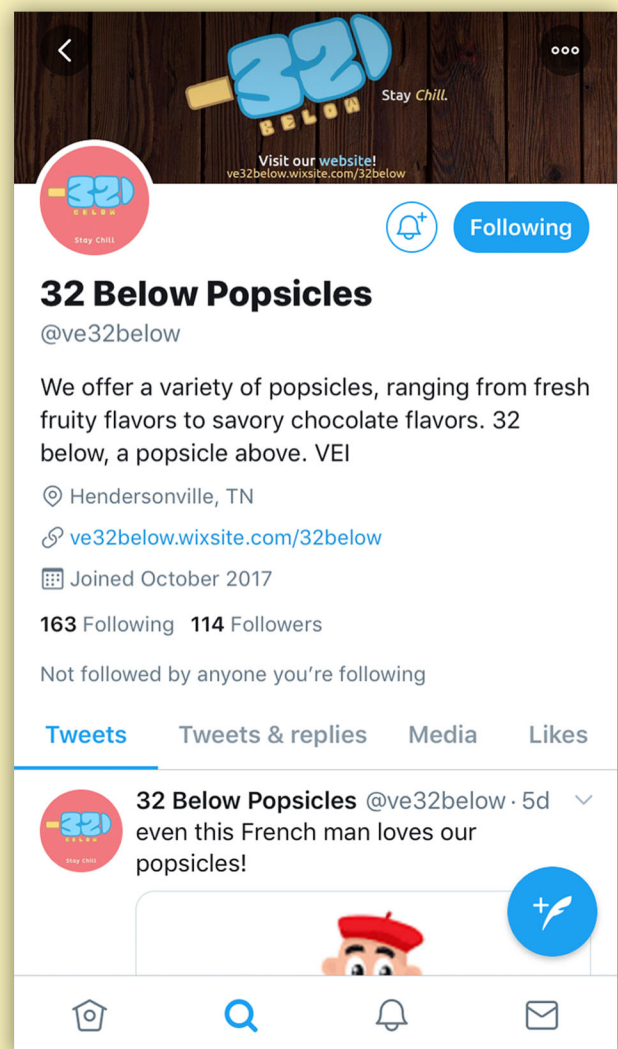 32
BELOW
Stay Chill.
Visit our website!
ve32below.wixsite.com/32below
32
BELOW
Stay Chill
Following
32 Below Popsicles
@ve32below
We offer a variety of popsicles, ranging from fresh
fruity flavors to savory chocolate flavors. 32
below, a popsicle above. VEI
Hendersonville, TN
ve32below.wixsite.com/32below
Joined October 2017
163 Following 114 Followers
Not followed by anyone you’re following
Tweets Tweets & replies Media Likes
32
BELOW
Stay Chill
32 Below Popsicles @ve32below · 5d
even this French man loves our
popsicles!